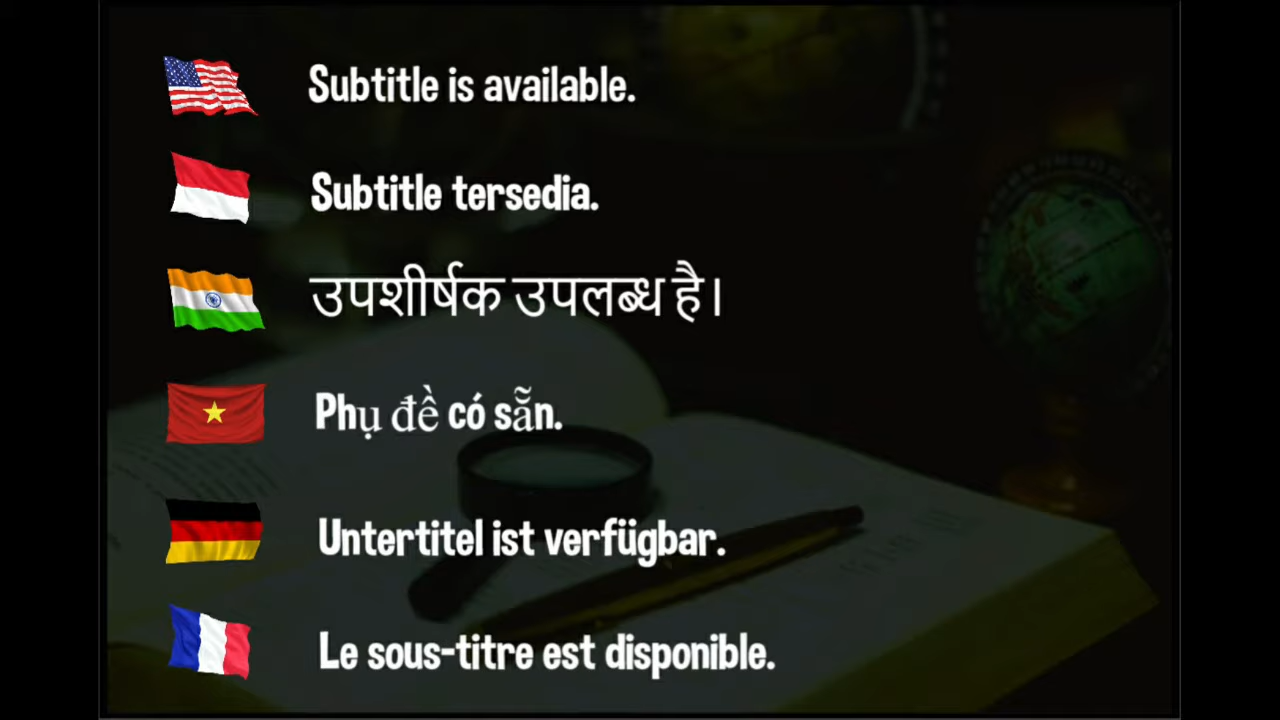 Subtitle is available.
Subtitle tersedia.
उपशीर्षक उपलब्ध है।
Phụ đề có sẵn.
Untertitel ist verfügbar.
Le sous-titre est disponible.